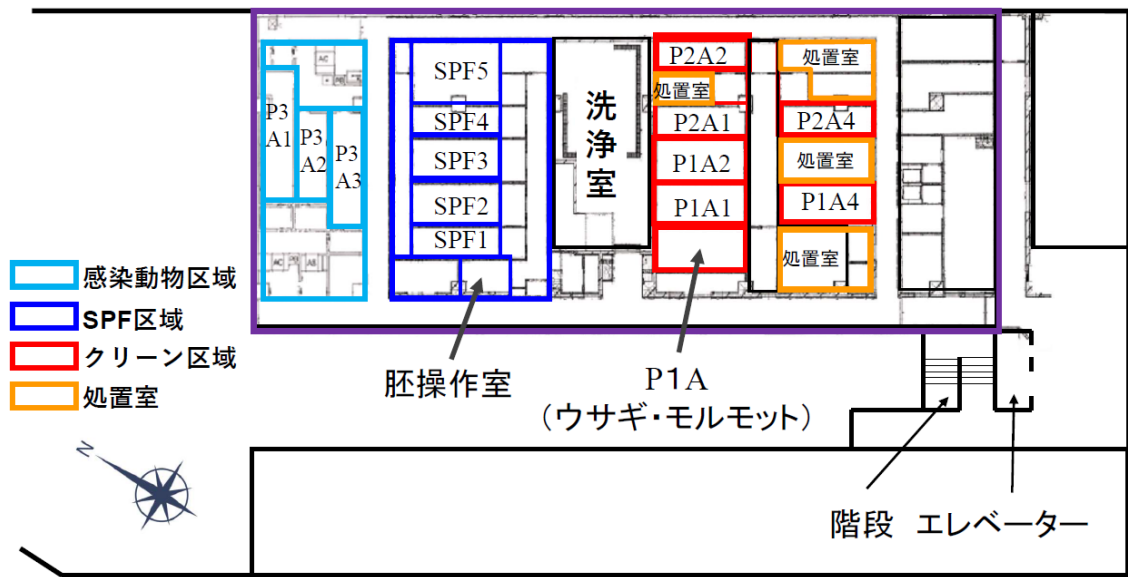 AC
P3
A1
P3
A2
P3
A3
AC
AS
SPF5
SPF4
SPF3
SPF2
SPF1
洗浄室
P2A2
処置室
P2A1
P1A2
P1A1
処置室
P2A4
処置室
P1A4
処置室
感染動物区域
SPF区域
クリーン区域
処置室
胚操作室
P1A
（ウサギ・モルモット）
N
階段
エレベーター